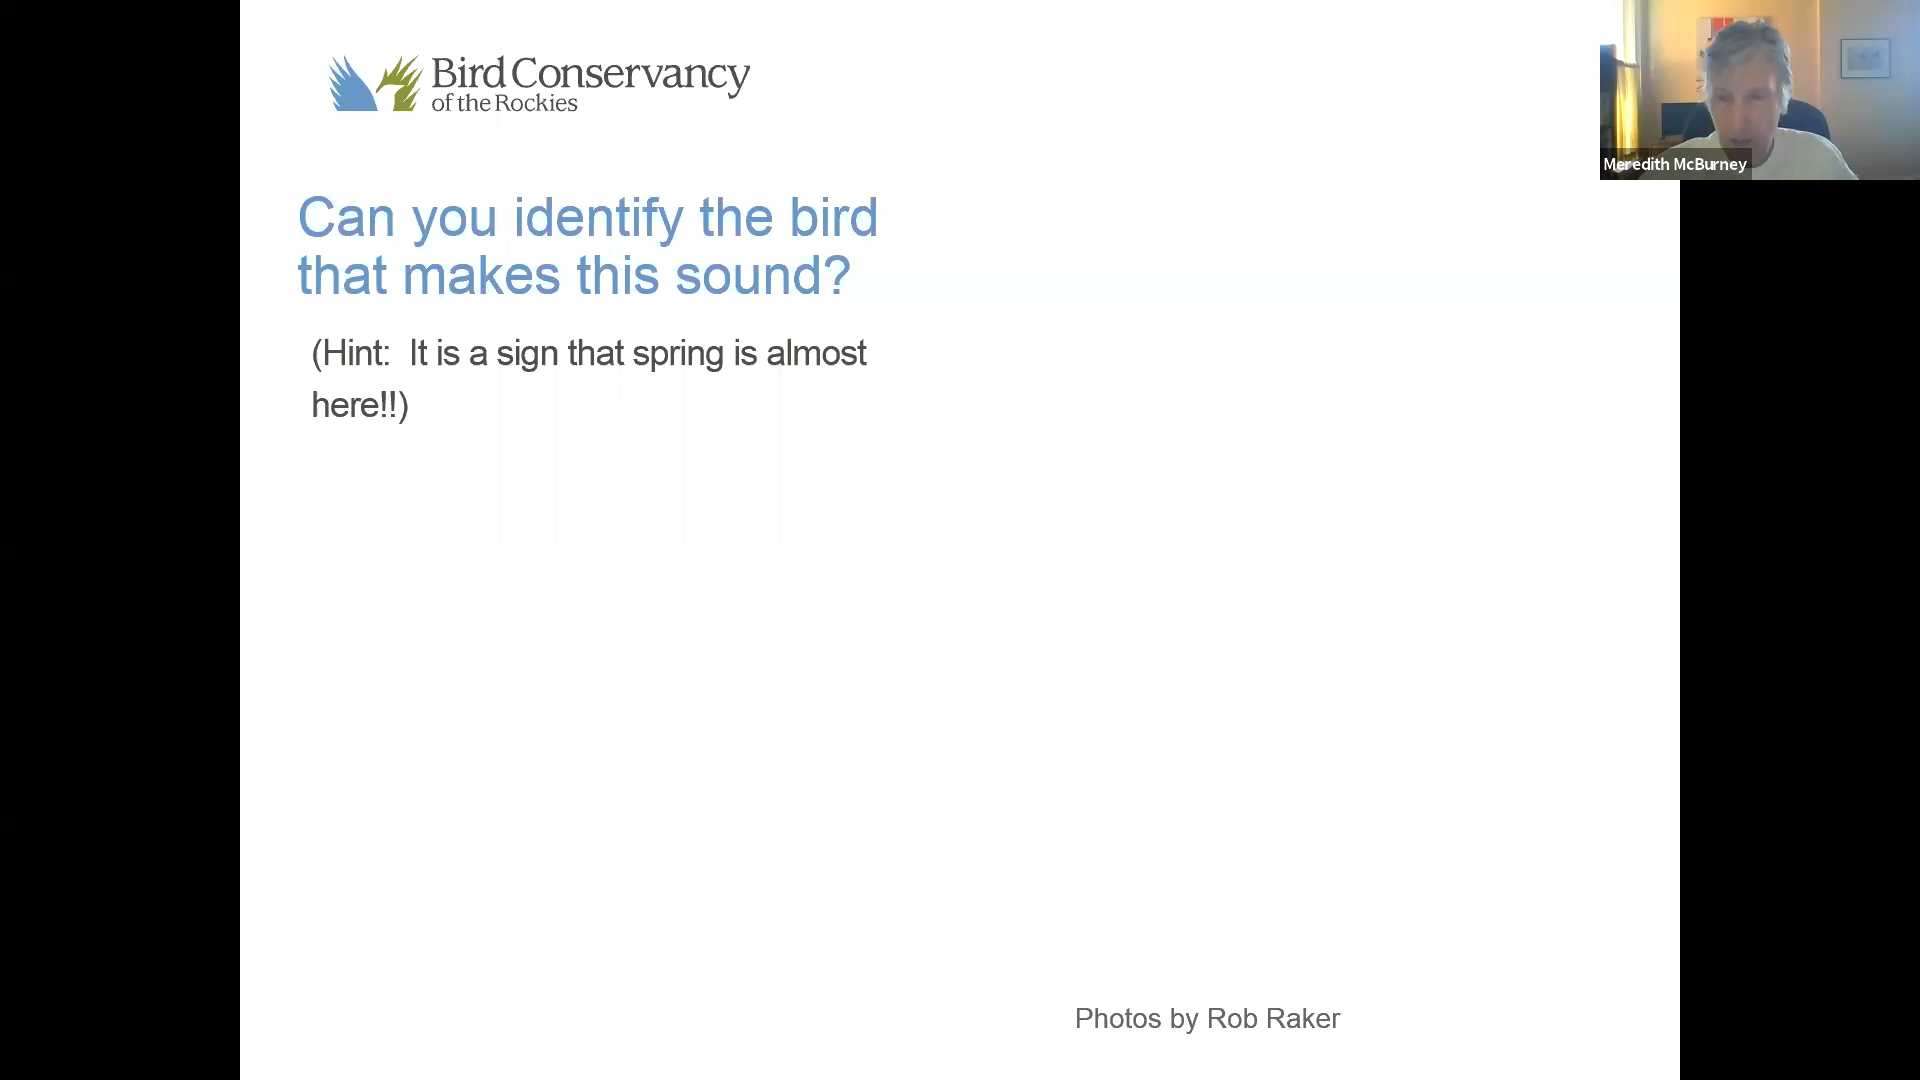 Bird Conservancy
of the Rockies
Meredith McBurney
Can you identify the bird
that makes this sound?
(Hint:  It is a sign that spring is almost
here!!)
Photos by Rob Raker